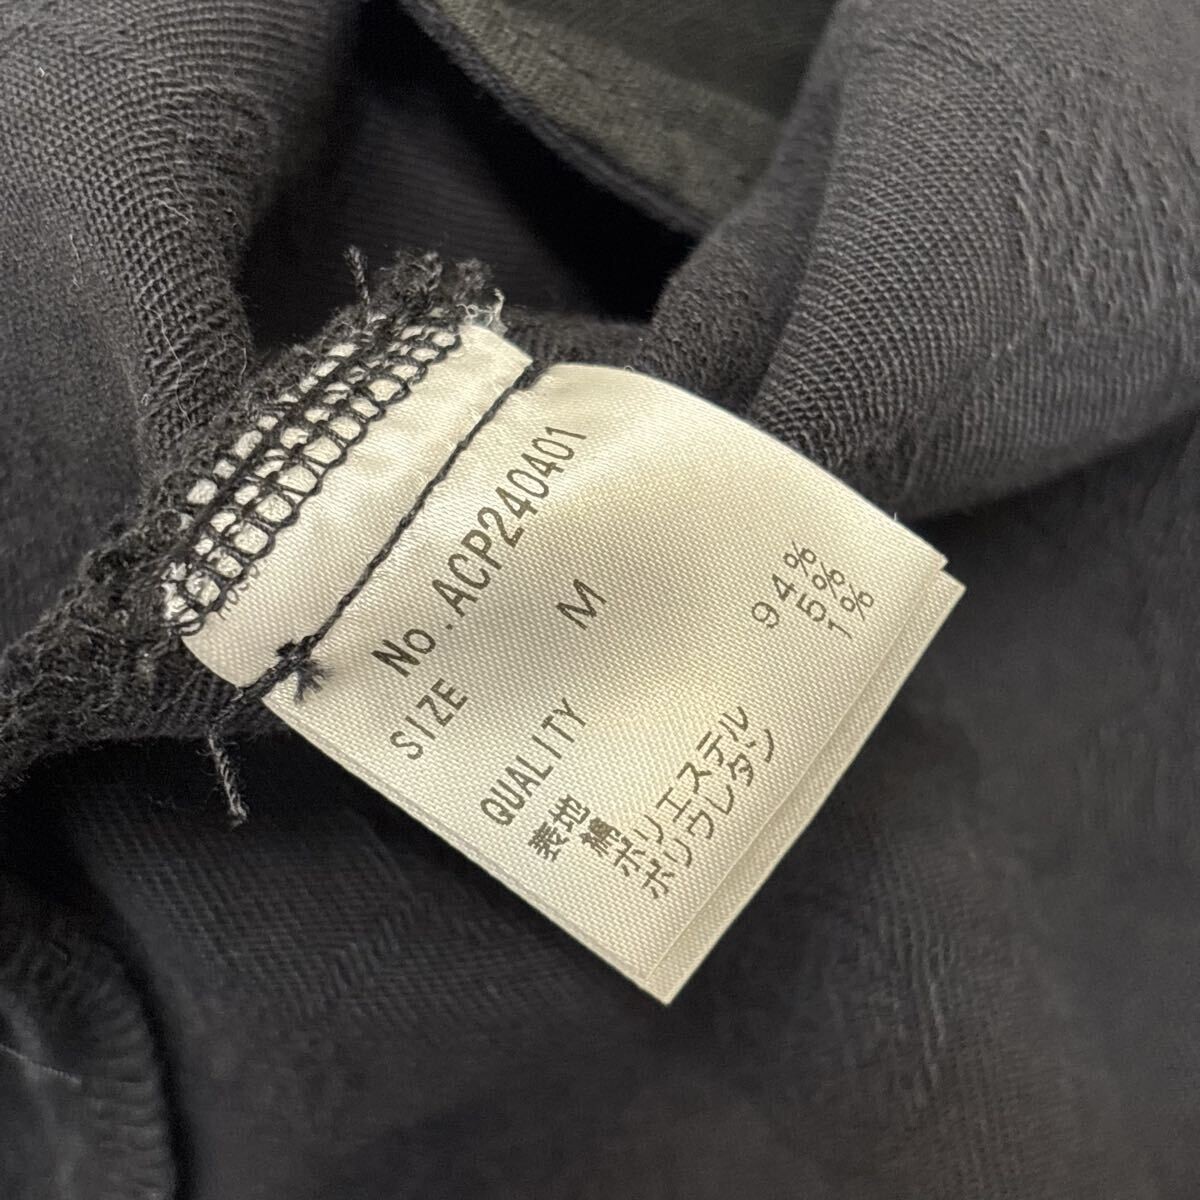 No.ACP240401
SIZE M
QUALITY
表地 綿 94%
ポリエステル 5%
ポリウレタン 1%